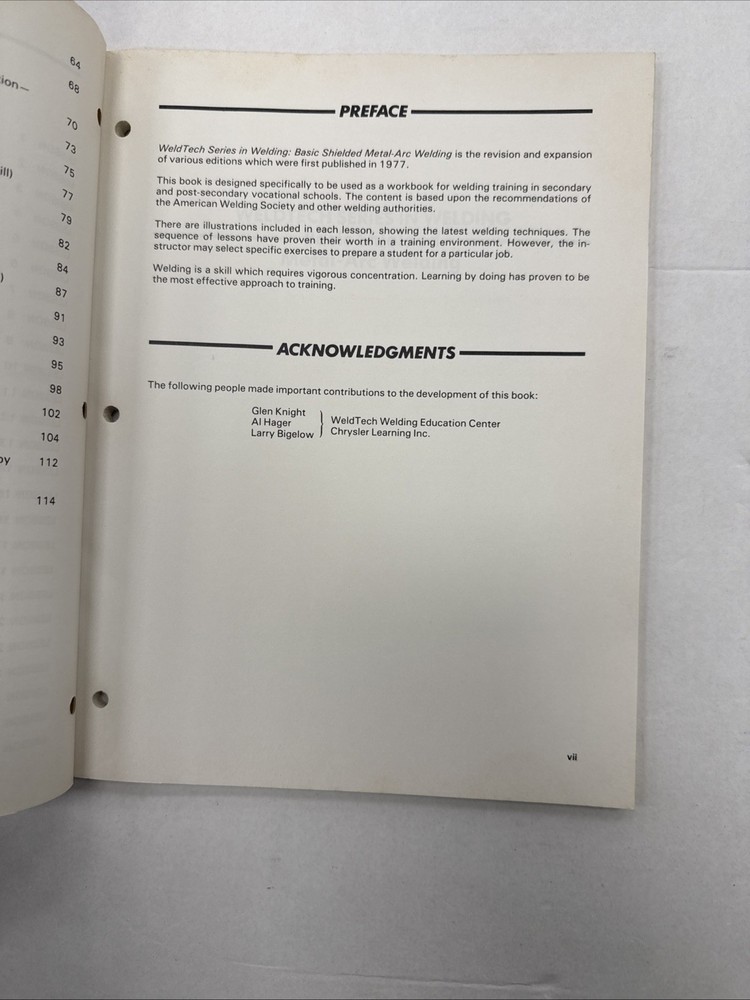 64
68
70
73
75
77
79
82
84
87
91
93
95
98
102
104
112
114
PREFACE
WeldTech Series in Welding: Basic Shielded Metal-Arc Welding is the revision and expansion
of various editions which were first published in 1977.
This book is designed specifically to be used as a workbook for welding training in secondary
and post-secondary vocational schools. The content is based upon the recommendations of
the American Welding Society and other welding authorities.
There are illustrations included in each lesson, showing the latest welding techniques. The
sequence of lessons have proven their worth in a training environment. However, the in-
structor may select specific exercises to prepare a student for a particular job.
Welding is a skill which requires vigorous concentration. Learning by doing has proven to be
the most effective approach to training.
ACKNOWLEDGMENTS
The following people made important contributions to the development of this book:
Glen Knight
Al Hager
Larry Bigelow
WeldTech Welding Education Center
Chrysler Learning Inc.
vii